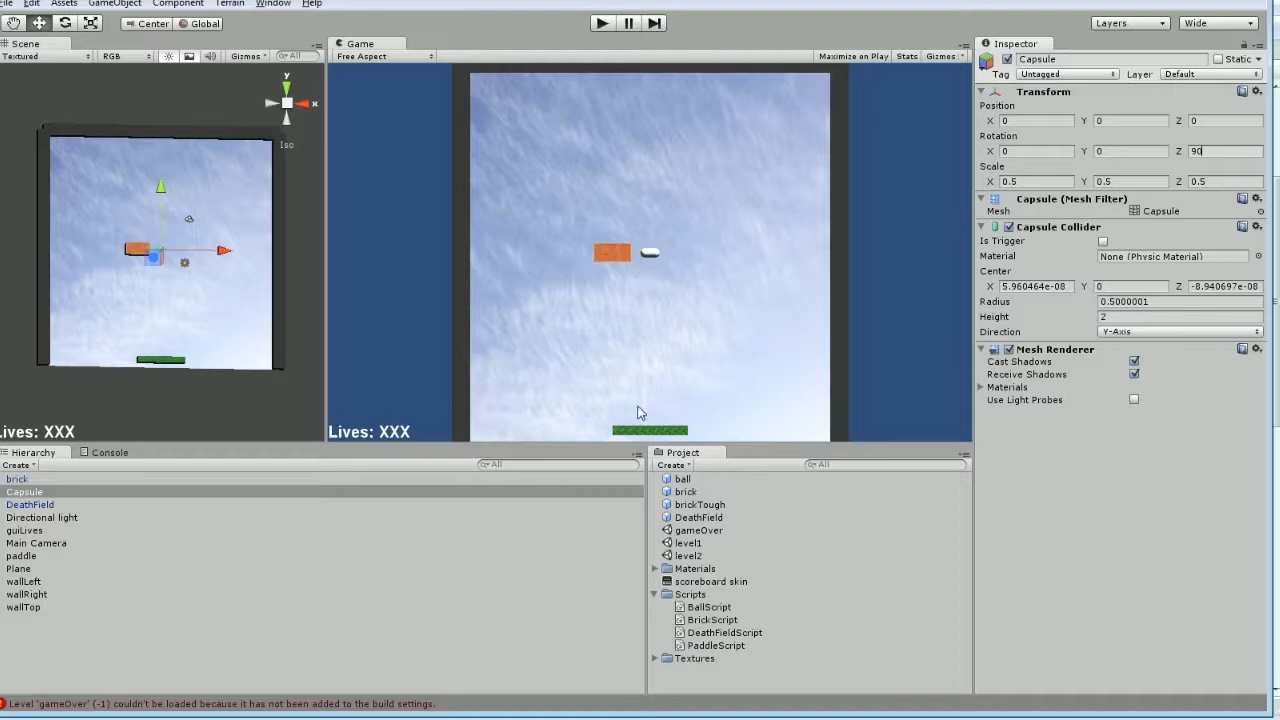 File Edit Assets GameObject Component Terrain Window Help
Center Global Layers Wide
Scene Game Inspector
Textured RGB Gizmos All Free Aspect Maximize on Play Stats Gizmos
Capsule Static
Tag Untagged Layer Default
Transform
Position
X 0 Y 0 Z 0
Rotation
X 0 Y 0 Z 90
Scale
X 0.5 Y 0.5 Z 0.5
Capsule (Mesh Filter)
Mesh Capsule
Capsule Collider
Is Trigger
Material None (Physic Material)
Center
X 5.960464e-08 Y 0 Z -8.940697e-08
Radius 0.5000001
Height 2
Direction Y-Axis
Mesh Renderer
Cast Shadows
Receive Shadows
Materials
Use Light Probes
y
x
Iso
Lives: XXX
Lives: XXX
Hierarchy Console
Create All
brick
Capsule
DeathField
Directional light
guiLives
Main Camera
paddle
Plane
wallLeft
wallRight
wallTop
Project
Create All
ball
brick
brickTough
DeathField
gameOver
level1
level2
Materials
scoreboard skin
Scripts
BallScript
BrickScript
DeathFieldScript
PaddleScript
Textures
Level 'gameOver' (-1) couldn't be loaded because it has not been added to the build settings.